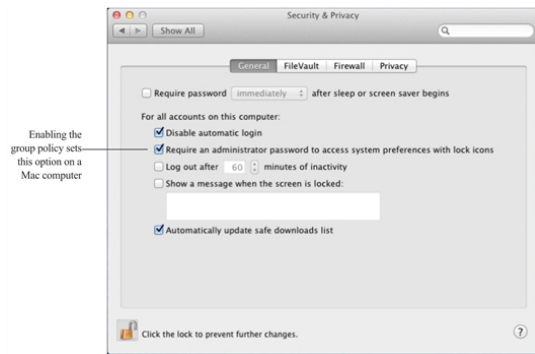 Security & Privacy
Show All
General FileVault Firewall Privacy
Require password immediately after sleep or screen saver begins
For all accounts on this computer:
Disable automatic login
Enabling the
group policy sets
this option on a
Mac computer
Require an administrator password to access system preferences with lock icons
Log out after 60 minutes of inactivity
Show a message when the screen is locked:
Automatically update safe downloads list
Click the lock to prevent further changes.
?